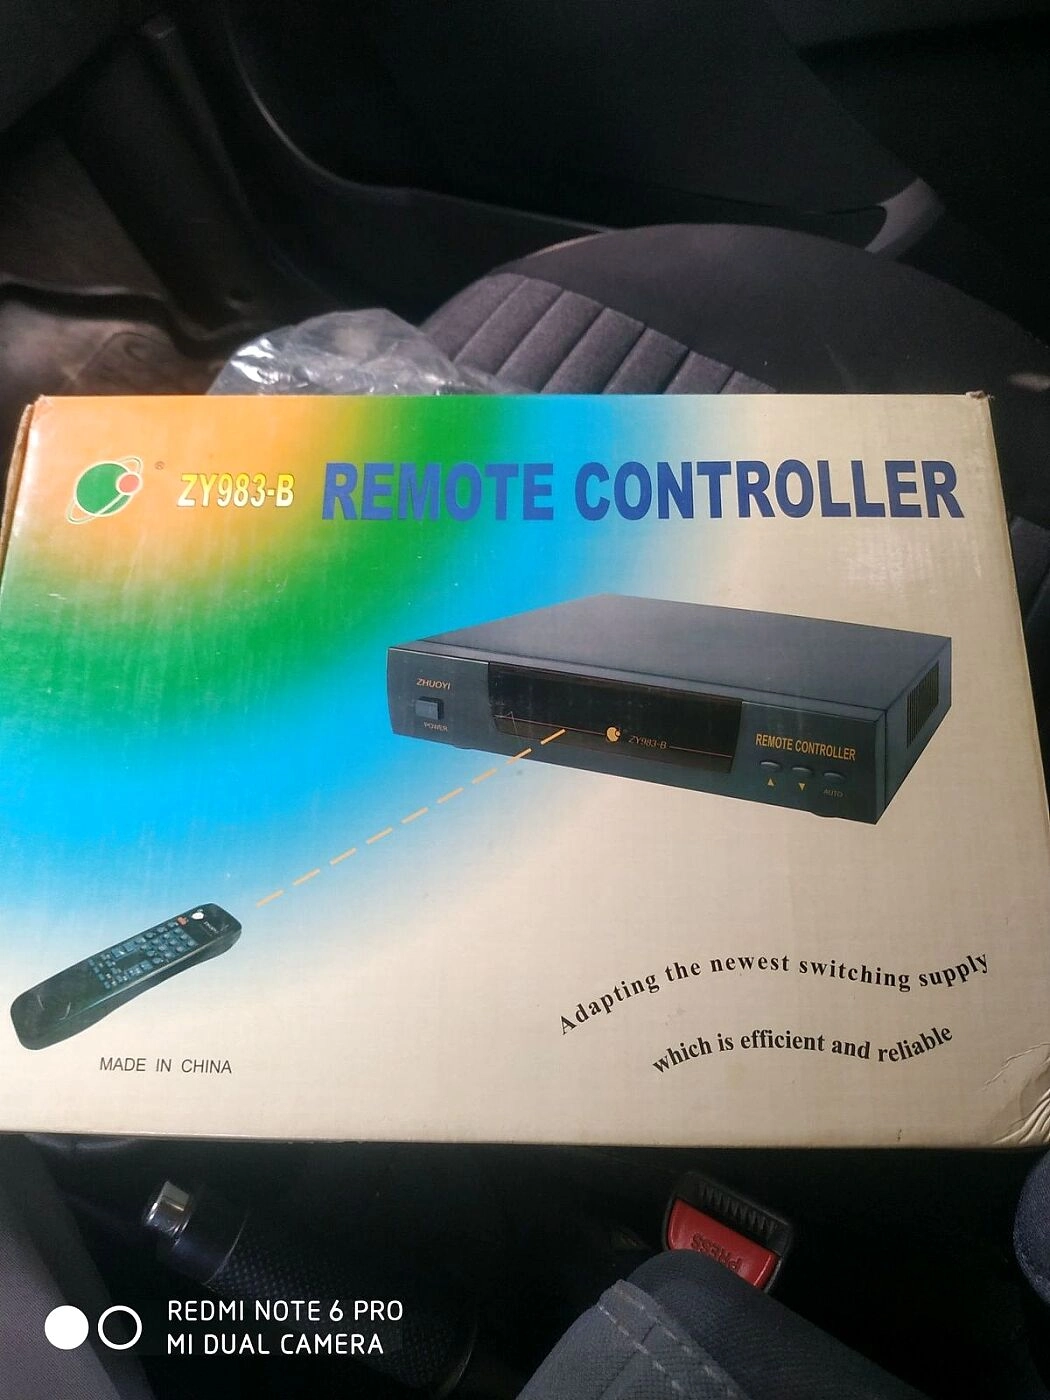 ® ZY983-B REMOTE CONTROLLER
ZHUOYI
POWER
ZY983-B
REMOTE CONTROLLER
▲ ▼ AUTO
Adapting the newest switching supply
which is efficient and reliable
MADE IN CHINA
PRESS
REDMI NOTE 6 PRO
MI DUAL CAMERA